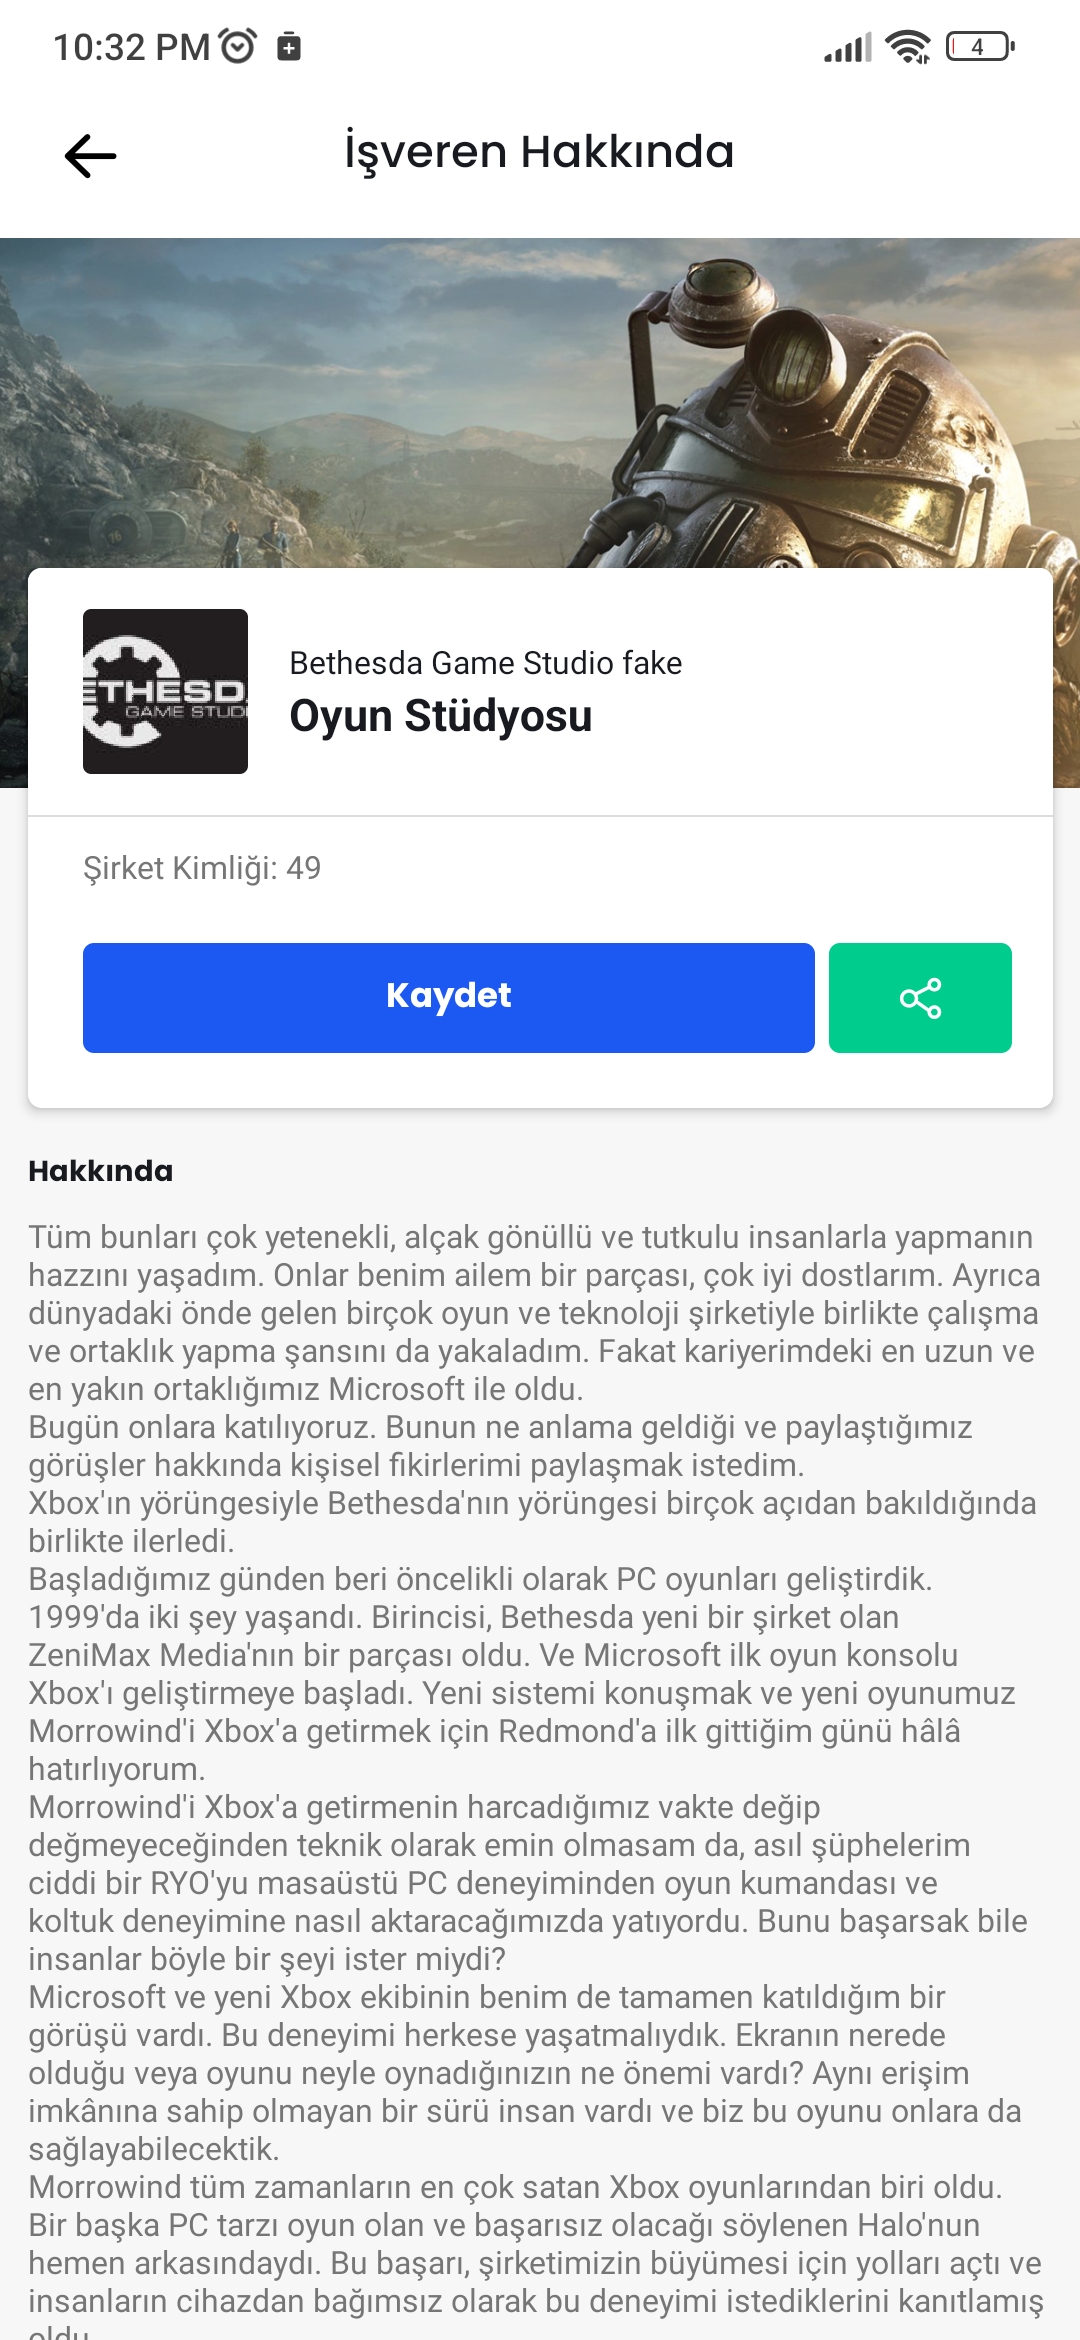 10:32 PM
4
İşveren Hakkında
ETHESD
GAME STUD
Bethesda Game Studio fake
Oyun Stüdyosu
Şirket Kimliği: 49
Kaydet
Hakkında
Tüm bunları çok yetenekli, alçak gönüllü ve tutkulu insanlarla yapmanın
hazzını yaşadım. Onlar benim ailem bir parçası, çok iyi dostlarım. Ayrıca
dünyadaki önde gelen birçok oyun ve teknoloji şirketiyle birlikte çalışma
ve ortaklık yapma şansını da yakaladım. Fakat kariyerimdeki en uzun ve
en yakın ortaklığımız Microsoft ile oldu.
Bugün onlara katılıyoruz. Bunun ne anlama geldiği ve paylaştığımız
görüşler hakkında kişisel fikirlerimi paylaşmak istedim.
Xbox'ın yörüngesiyle Bethesda'nın yörüngesi birçok açıdan bakıldığında
birlikte ilerledi.
Başladığımız günden beri öncelikli olarak PC oyunları geliştirdik.
1999'da iki şey yaşandı. Birincisi, Bethesda yeni bir şirket olan
ZeniMax Media'nın bir parçası oldu. Ve Microsoft ilk oyun konsolu
Xbox'ı geliştirmeye başladı. Yeni sistemi konuşmak ve yeni oyunumuz
Morrowind'i Xbox'a getirmek için Redmond'a ilk gittiğim günü hâlâ
hatırlıyorum.
Morrowind'i Xbox'a getirmenin harcadığımız vakte değip
değmeyeceğinden teknik olarak emin olmasam da, asıl şüphelerim
ciddi bir RYO'yu masaüstü PC deneyiminden oyun kumandası ve
koltuk deneyimine nasıl aktaracağımızda yatıyordu. Bunu başarsak bile
insanlar böyle bir şeyi ister miydi?
Microsoft ve yeni Xbox ekibinin benim de tamamen katıldığım bir
görüşü vardı. Bu deneyimi herkese yaşatmalıydık. Ekranın nerede
olduğu veya oyunu neyle oynadığınızın ne önemi vardı? Aynı erişim
imkânına sahip olmayan bir sürü insan vardı ve biz bu oyunu onlara da
sağlayabilecektik.
Morrowind tüm zamanların en çok satan Xbox oyunlarından biri oldu.
Bir başka PC tarzı oyun olan ve başarısız olacağı söylenen Halo'nun
hemen arkasındaydı. Bu başarı, şirketimizin büyümesi için yolları açtı ve
insanların cihazdan bağımsız olarak bu deneyimi istediklerini kanıtlamış
oldu.